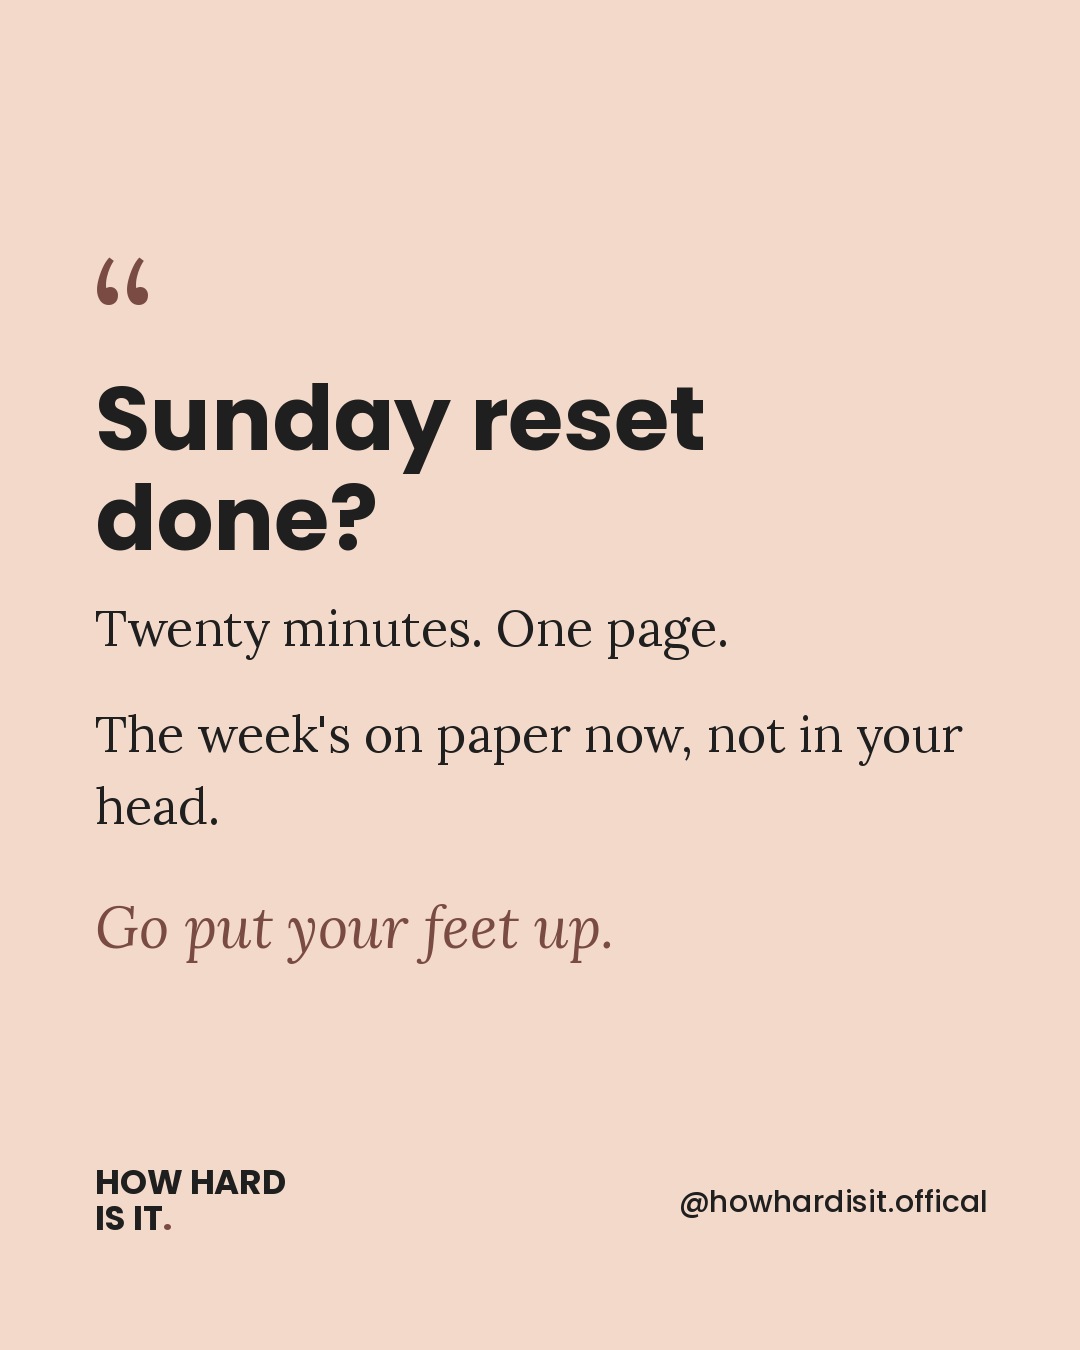 “
Sunday reset
done?
Twenty minutes. One page.
The week's on paper now, not in your
head.
Go put your feet up.
HOW HARD
IS IT.
@howhardisit.offical